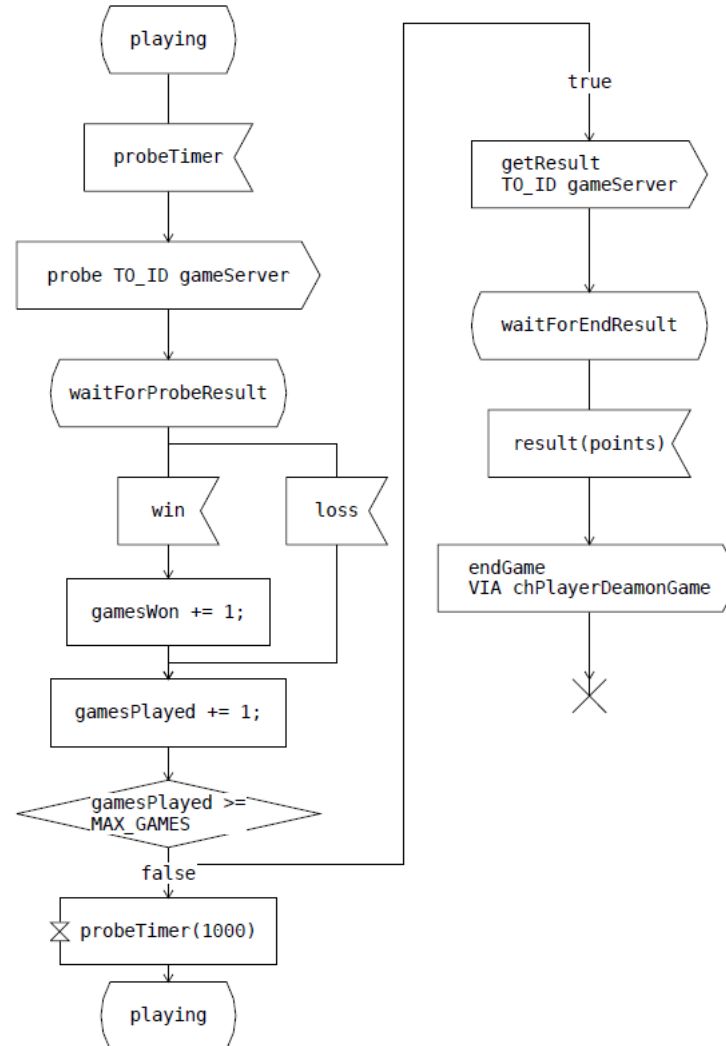 playing
probeTimer
probe TO_ID gameServer
waitForProbeResult
win
loss
gamesWon += 1;
gamesPlayed += 1;
gamesPlayed >=
MAX_GAMES
false
probeTimer(1000)
playing
true
getResult
TO_ID gameServer
waitForEndResult
result(points)
endGame
VIA chPlayerDeamonGame